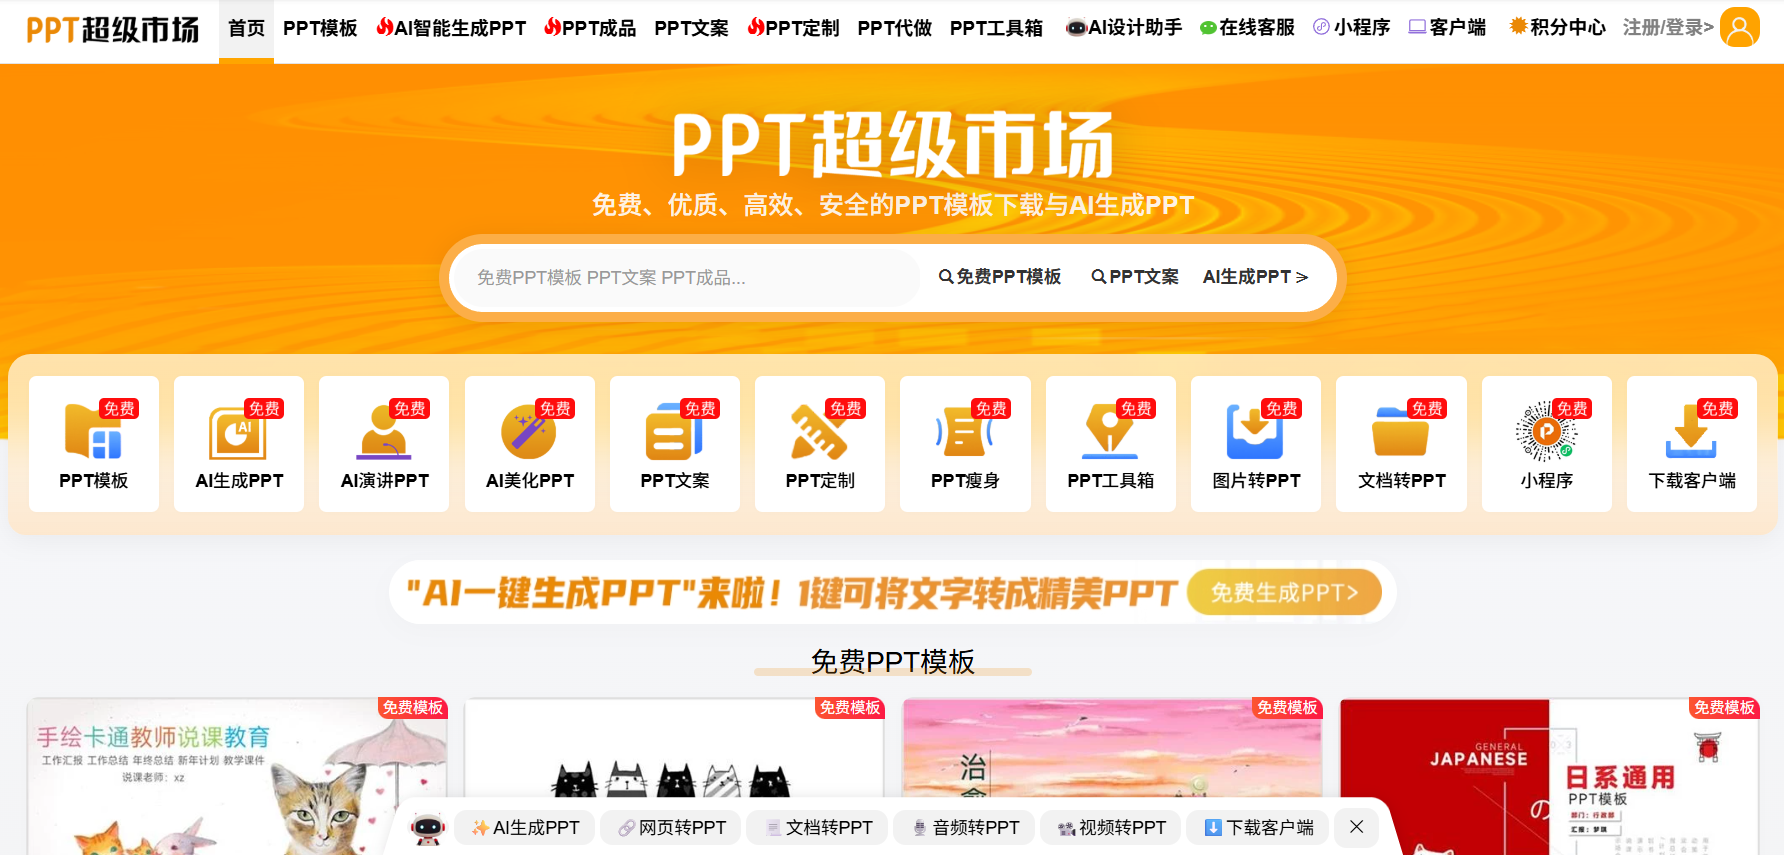 PPT超级市场 首页 PPT模板 AI智能生成PPT PPT成品 PPT文案 PPT定制 PPT代做 PPT工具箱 AI设计助手 在线客服 小程序 客户端 积分中心 注册/登录>
PPT超级市场
免费、优质、高效、安全的PPT模板下载与AI生成PPT
免费PPT模板 PPT文案 PPT成品... 免费PPT模板 PPT文案 AI生成PPT >
免费 免费 免费 免费 免费 免费 免费 免费 免费 免费 免费 免费
AI
PPT模板 AI生成PPT AI演讲PPT AI美化PPT PPT文案 PPT定制 PPT瘦身 PPT工具箱 图片转PPT 文档转PPT 小程序 下载客户端
"AI一键生成PPT"来啦！1键可将文字转成精美PPT 免费生成PPT>
免费PPT模板
免费模板 免费模板 免费模板 免费模板
手绘卡通教师说课教育
工作汇报 工作总结 年终总结 新年计划 教学课件
说课老师：xz
治
愈
GENERAL
JAPANESE
の
日系通用
PPT模板
部门：行政部
汇报：梦琪
AI生成PPT 网页转PPT 文档转PPT 音频转PPT 视频转PPT 下载客户端